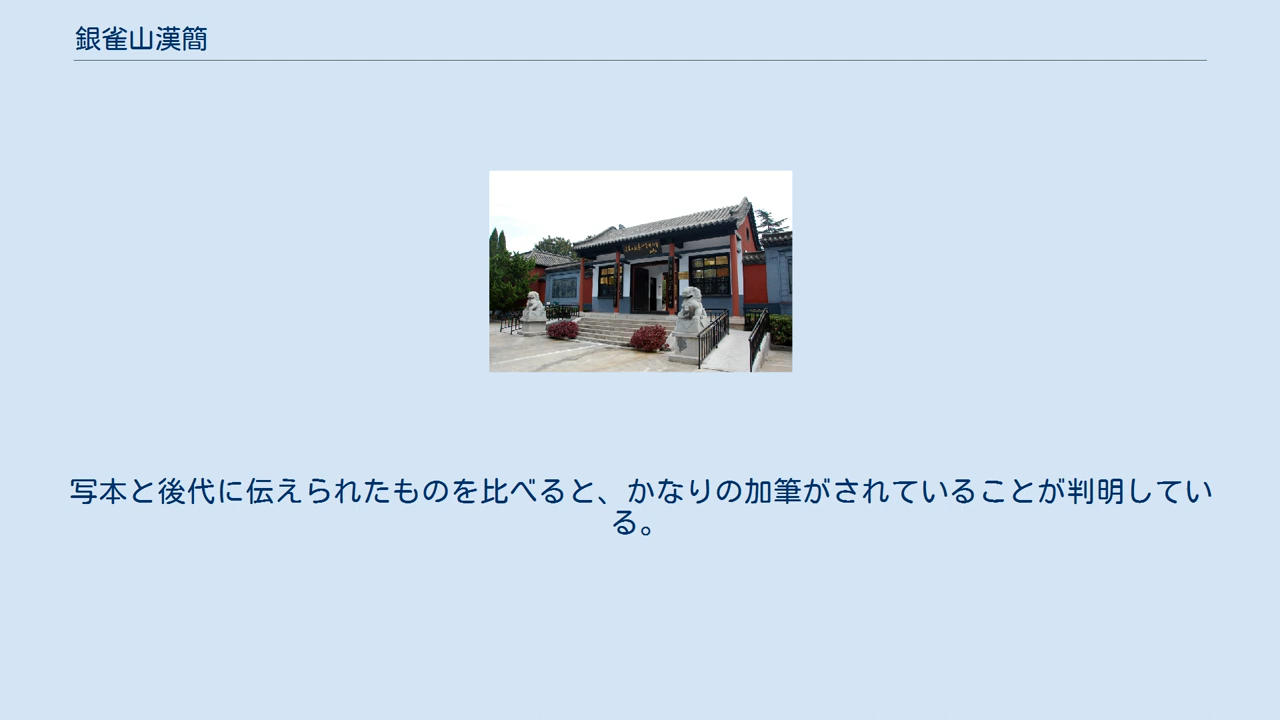 銀雀山漢簡
写本と後代に伝えられたものを比べると、かなりの加筆がされていることが判明してい
る。